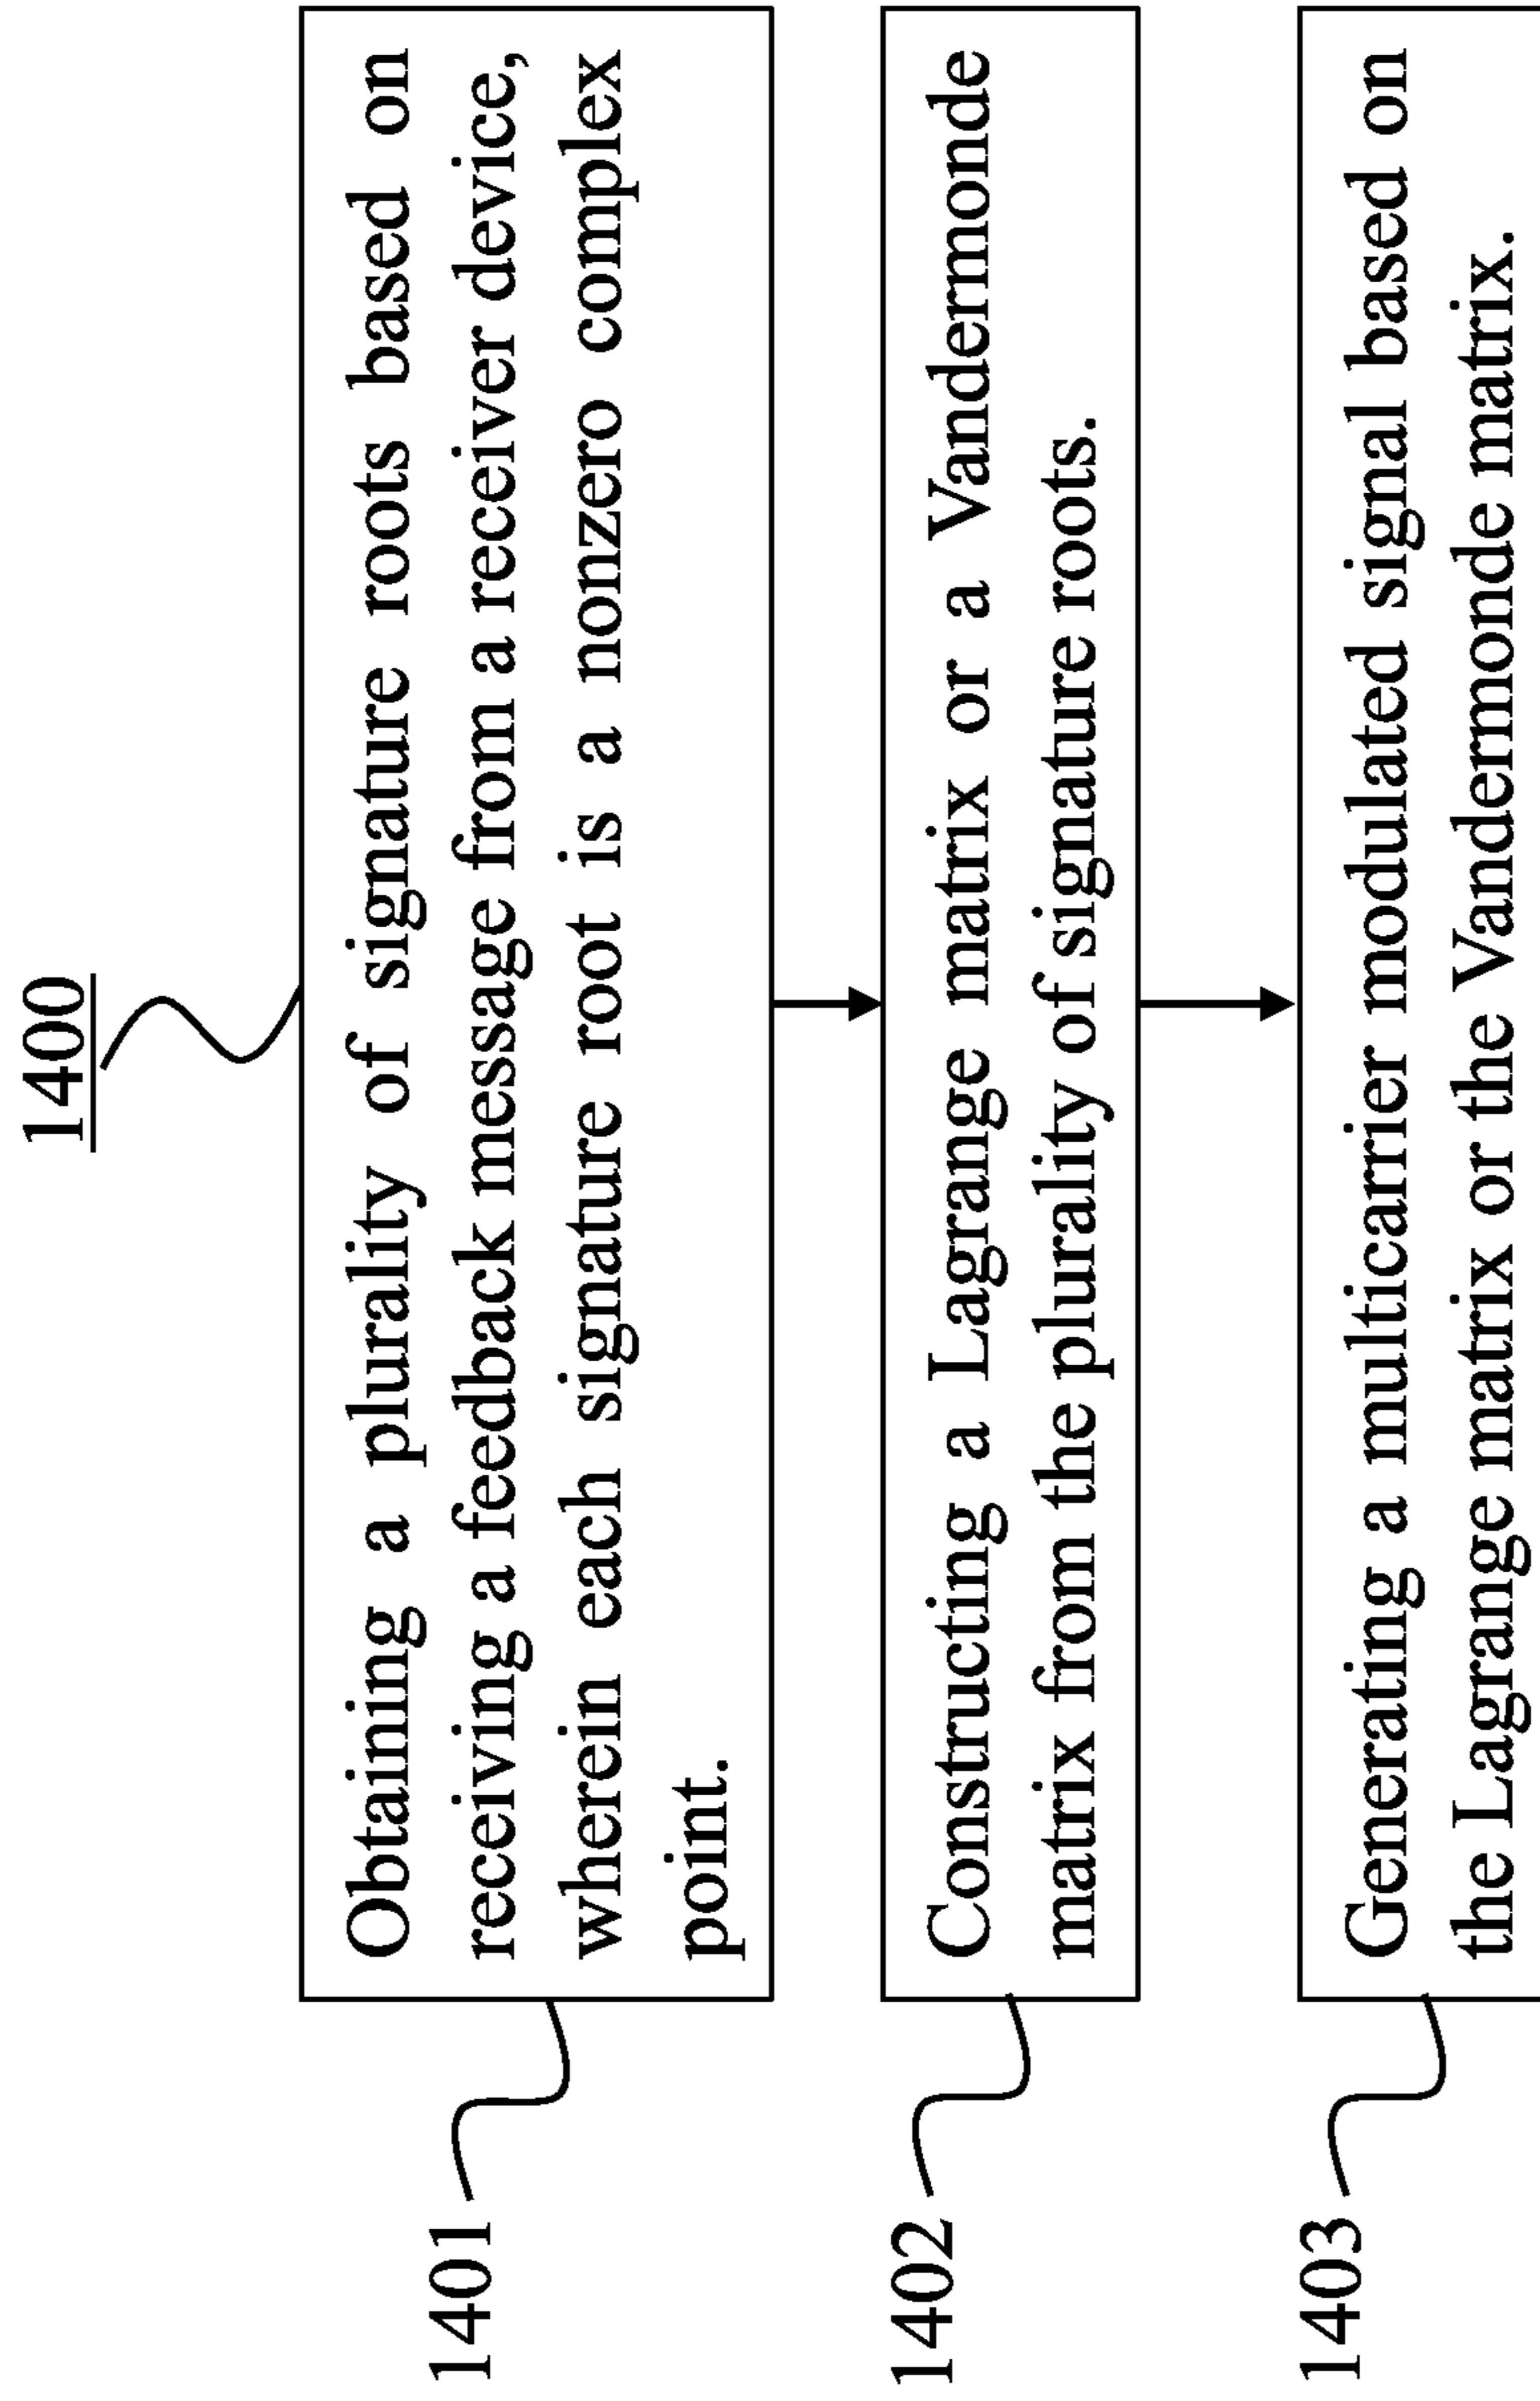 1400
1401
Obtaining a plurality of signature roots based on
receiving a feedback message from a receiver device,
wherein each signature root is a nonzero complex
point.
1402
Constructing a Lagrange matrix or a Vandermonde
matrix from the plurality of signature roots.
1403
Generating a multicarrier modulated signal based on
the Lagrange matrix or the Vandermonde matrix.